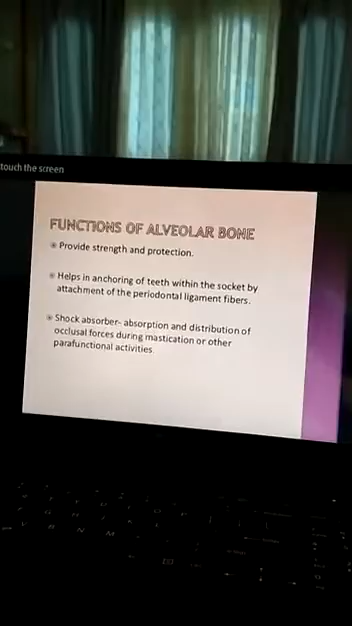 touch the screen
FUNCTIONS OF ALVEOLAR BONE
Provide strength and protection.
Helps in anchoring of teeth within the socket by
attachment of the periodontal ligament fibers.
Shock absorber- absorption and distribution of
occlusal forces during mastication or other
parafunctional activities